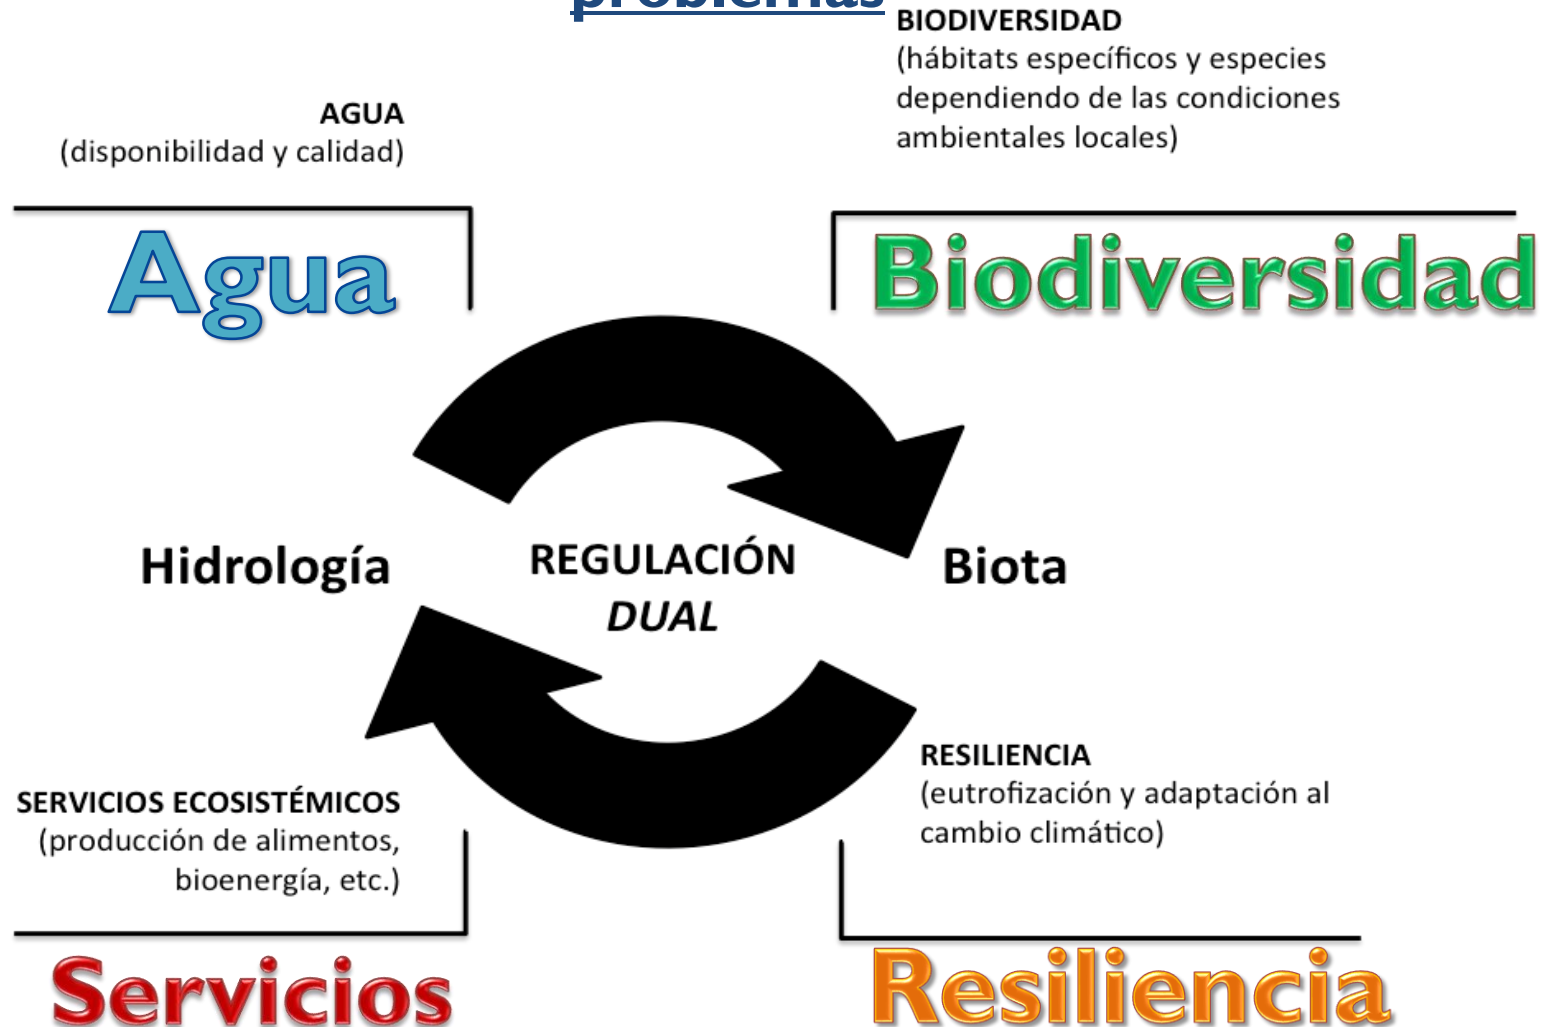 problemas
BIODIVERSIDAD
(hábitats específicos y especies
dependiendo de las condiciones
ambientales locales)
AGUA
(disponibilidad y calidad)
Agua
Biodiversidad
Hidrología
REGULACIÓN
DUAL
Biota
SERVICIOS ECOSISTÉMICOS
(producción de alimentos,
bioenergía, etc.)
RESILIENCIA
(eutrofización y adaptación al
cambio climático)
Servicios
Resiliencia